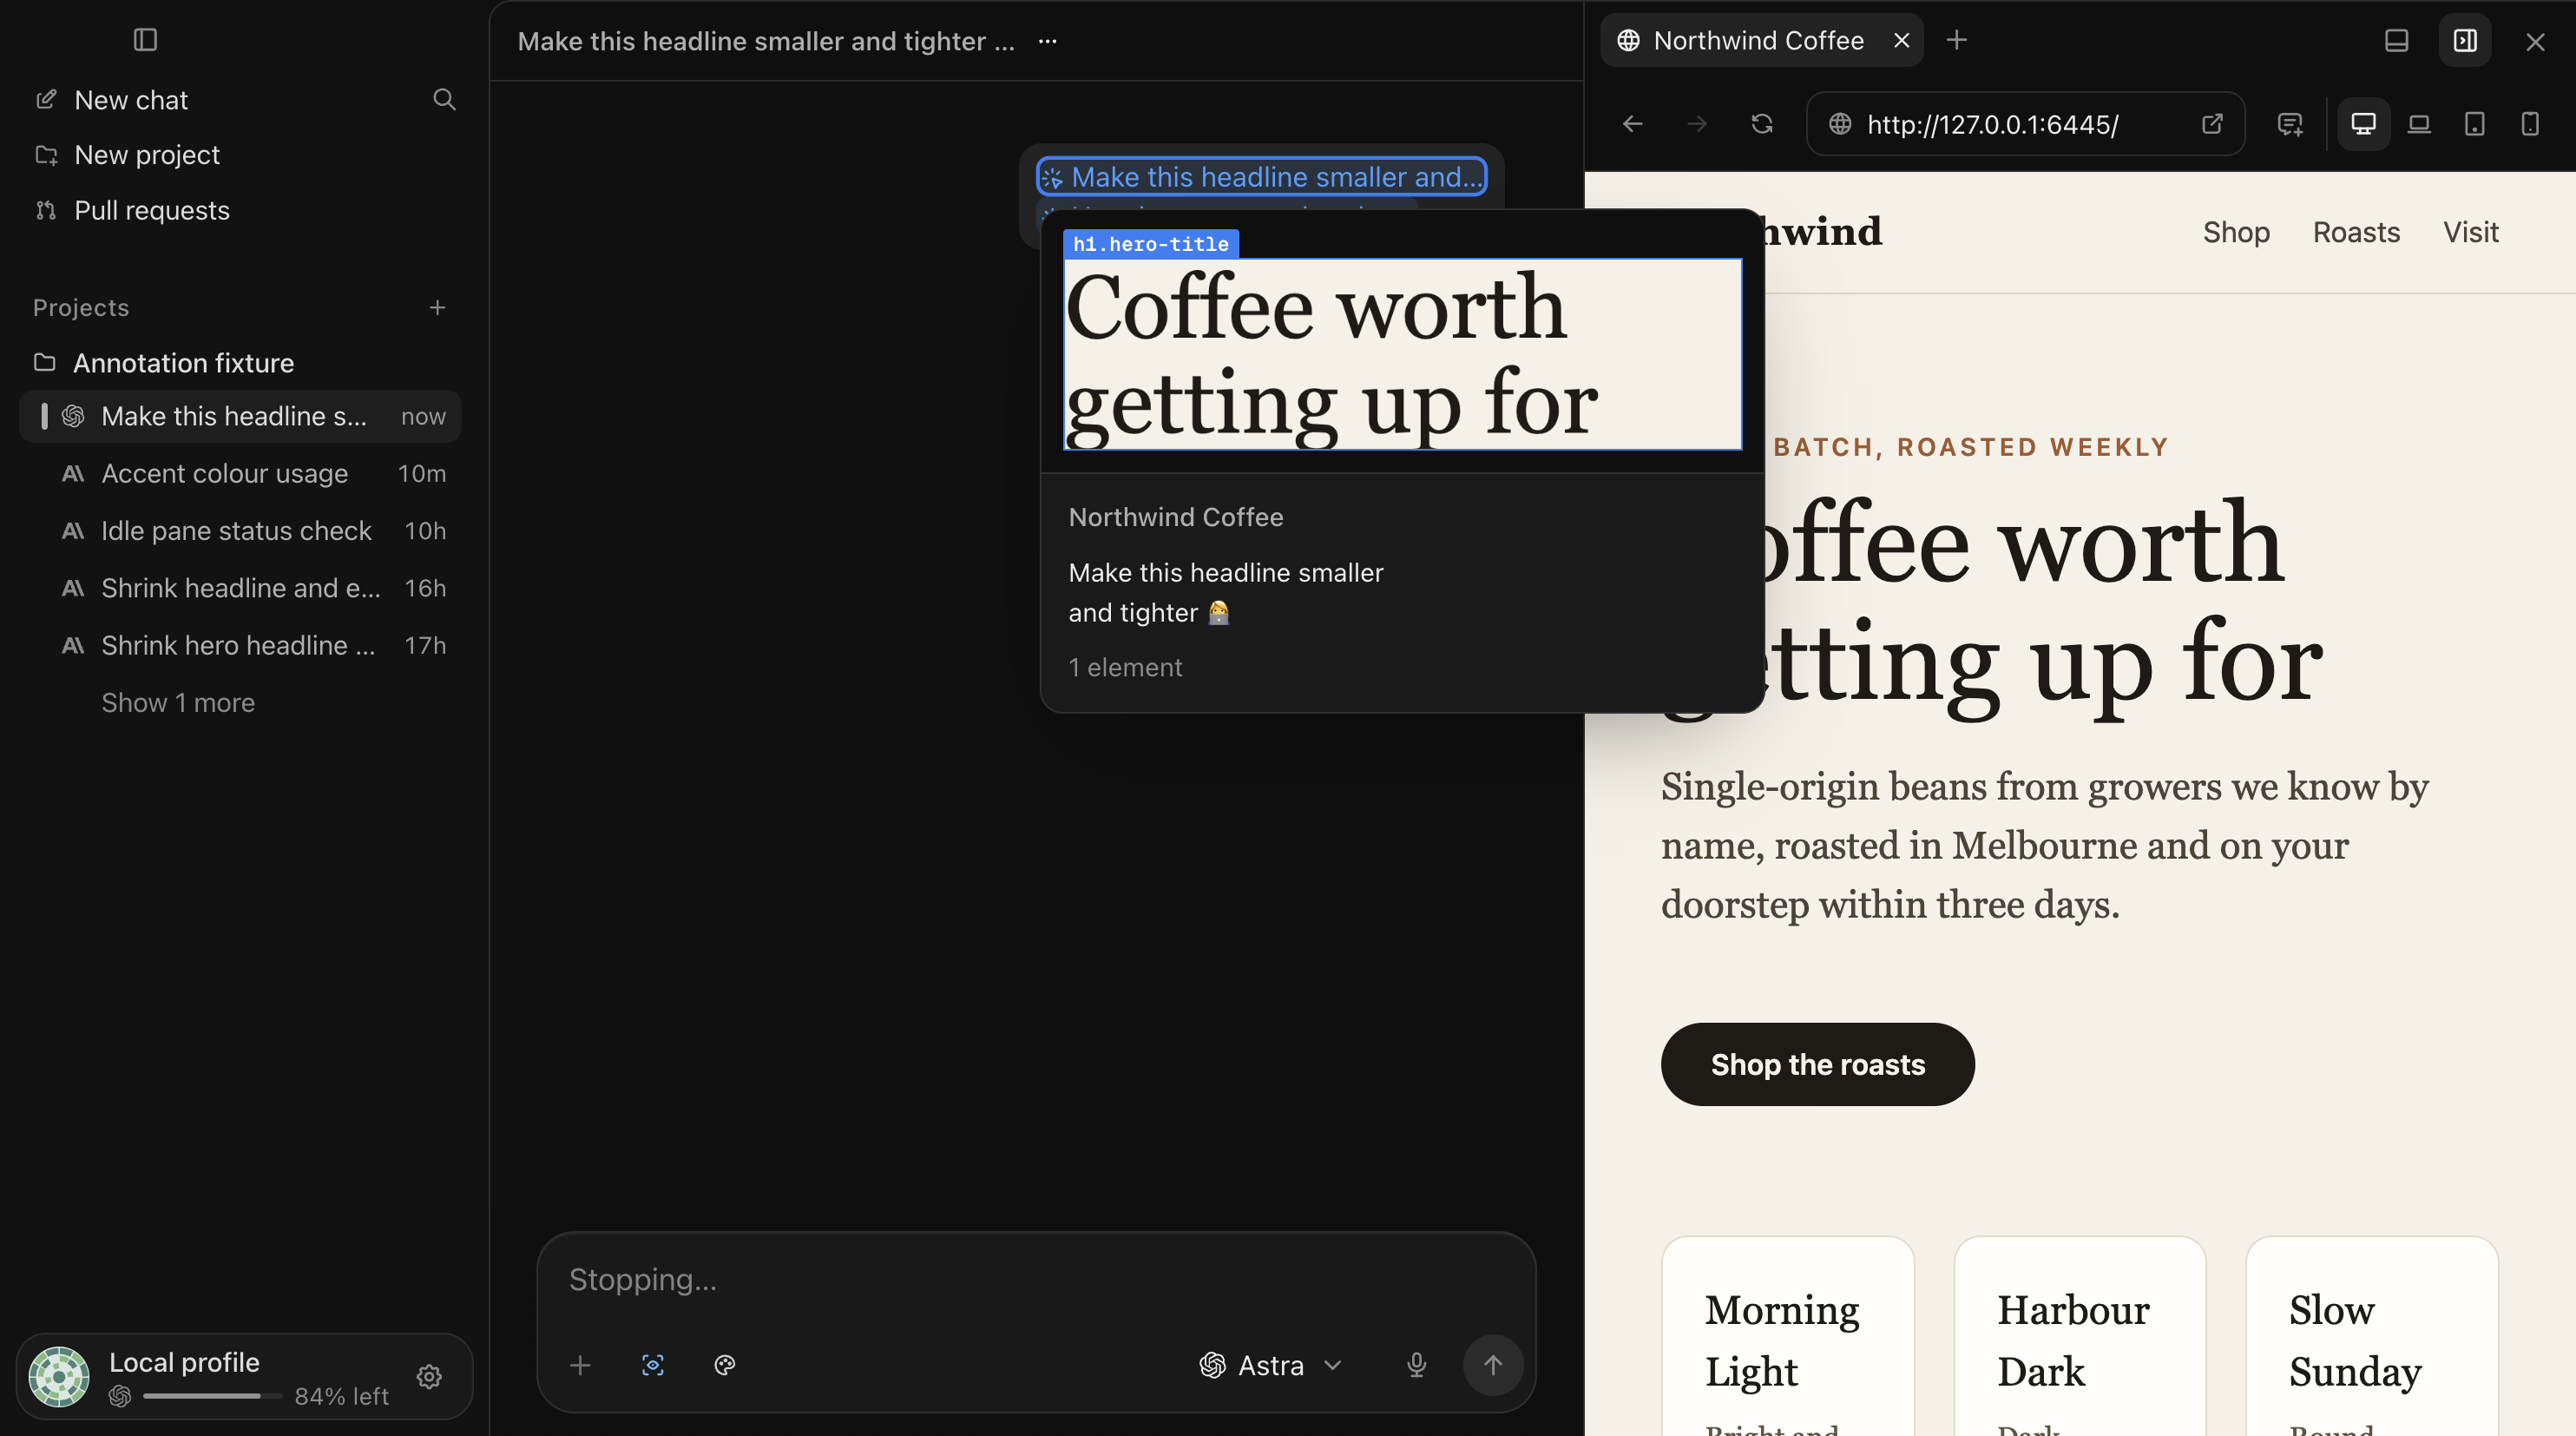 New chat
New project
Pull requests
Projects
Annotation fixture
Make this headline s... now
Accent colour usage 10m
Idle pane status check 10h
Shrink headline and e... 16h
Shrink hero headline ... 17h
Show 1 more
Local profile
84% left
Make this headline smaller and tighter ...
Make this headline smaller and...
h1.hero-title
Coffee worth
getting up for
Northwind Coffee
Make this headline smaller
and tighter 👩‍💻
1 element
Stopping...
Astra
Northwind Coffee
http://127.0.0.1:6445/
hwind
Shop Roasts Visit
BATCH, ROASTED WEEKLY
offee worth
getting up for
Single-origin beans from growers we know by
name, roasted in Melbourne and on your
doorstep within three days.
Shop the roasts
Morning
Light
Harbour
Dark
Slow
Sunday
Bright and
Dark
Round